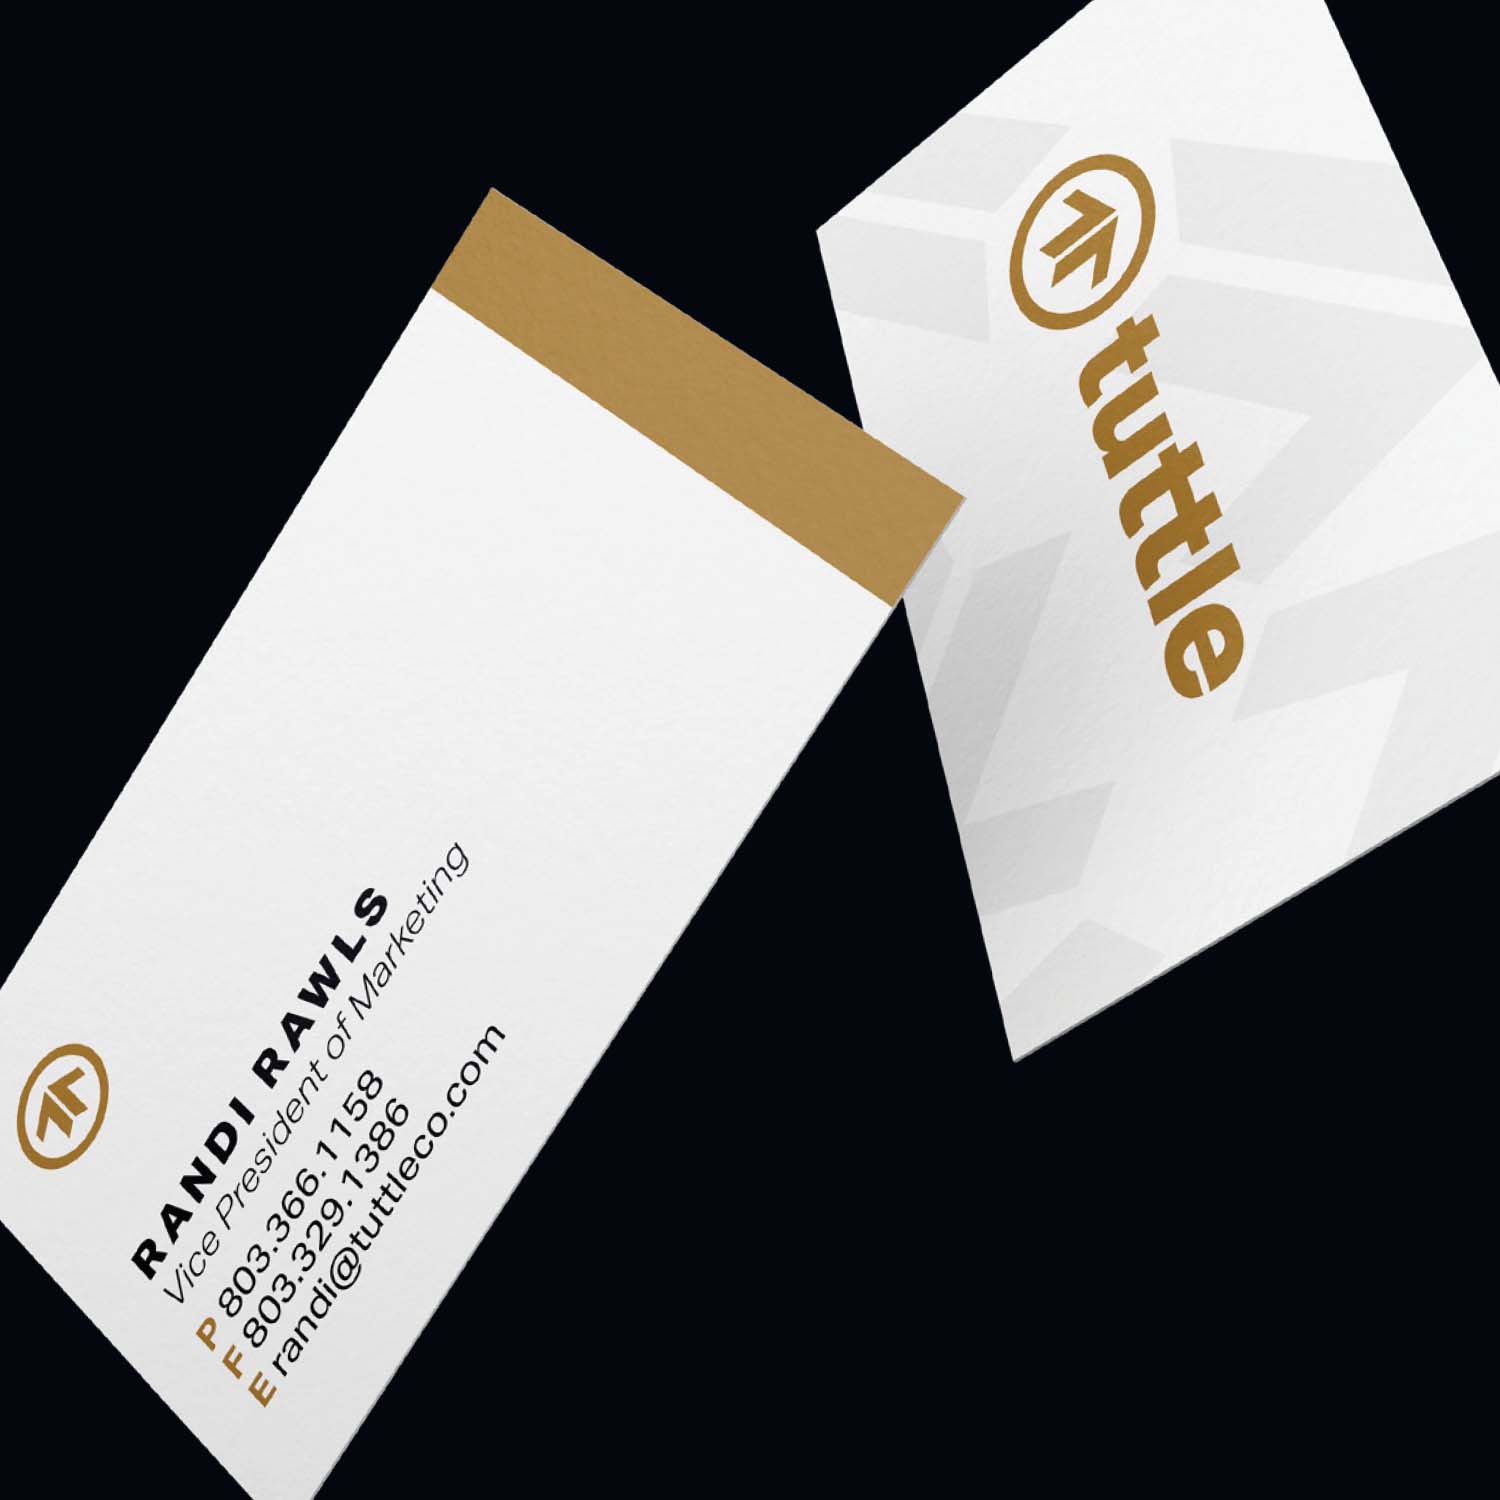 RANDI RAWLS
Vice President of Marketing
P 803.366.1158
F 803.329.1386
E randi@tuttleco.com
tuttle